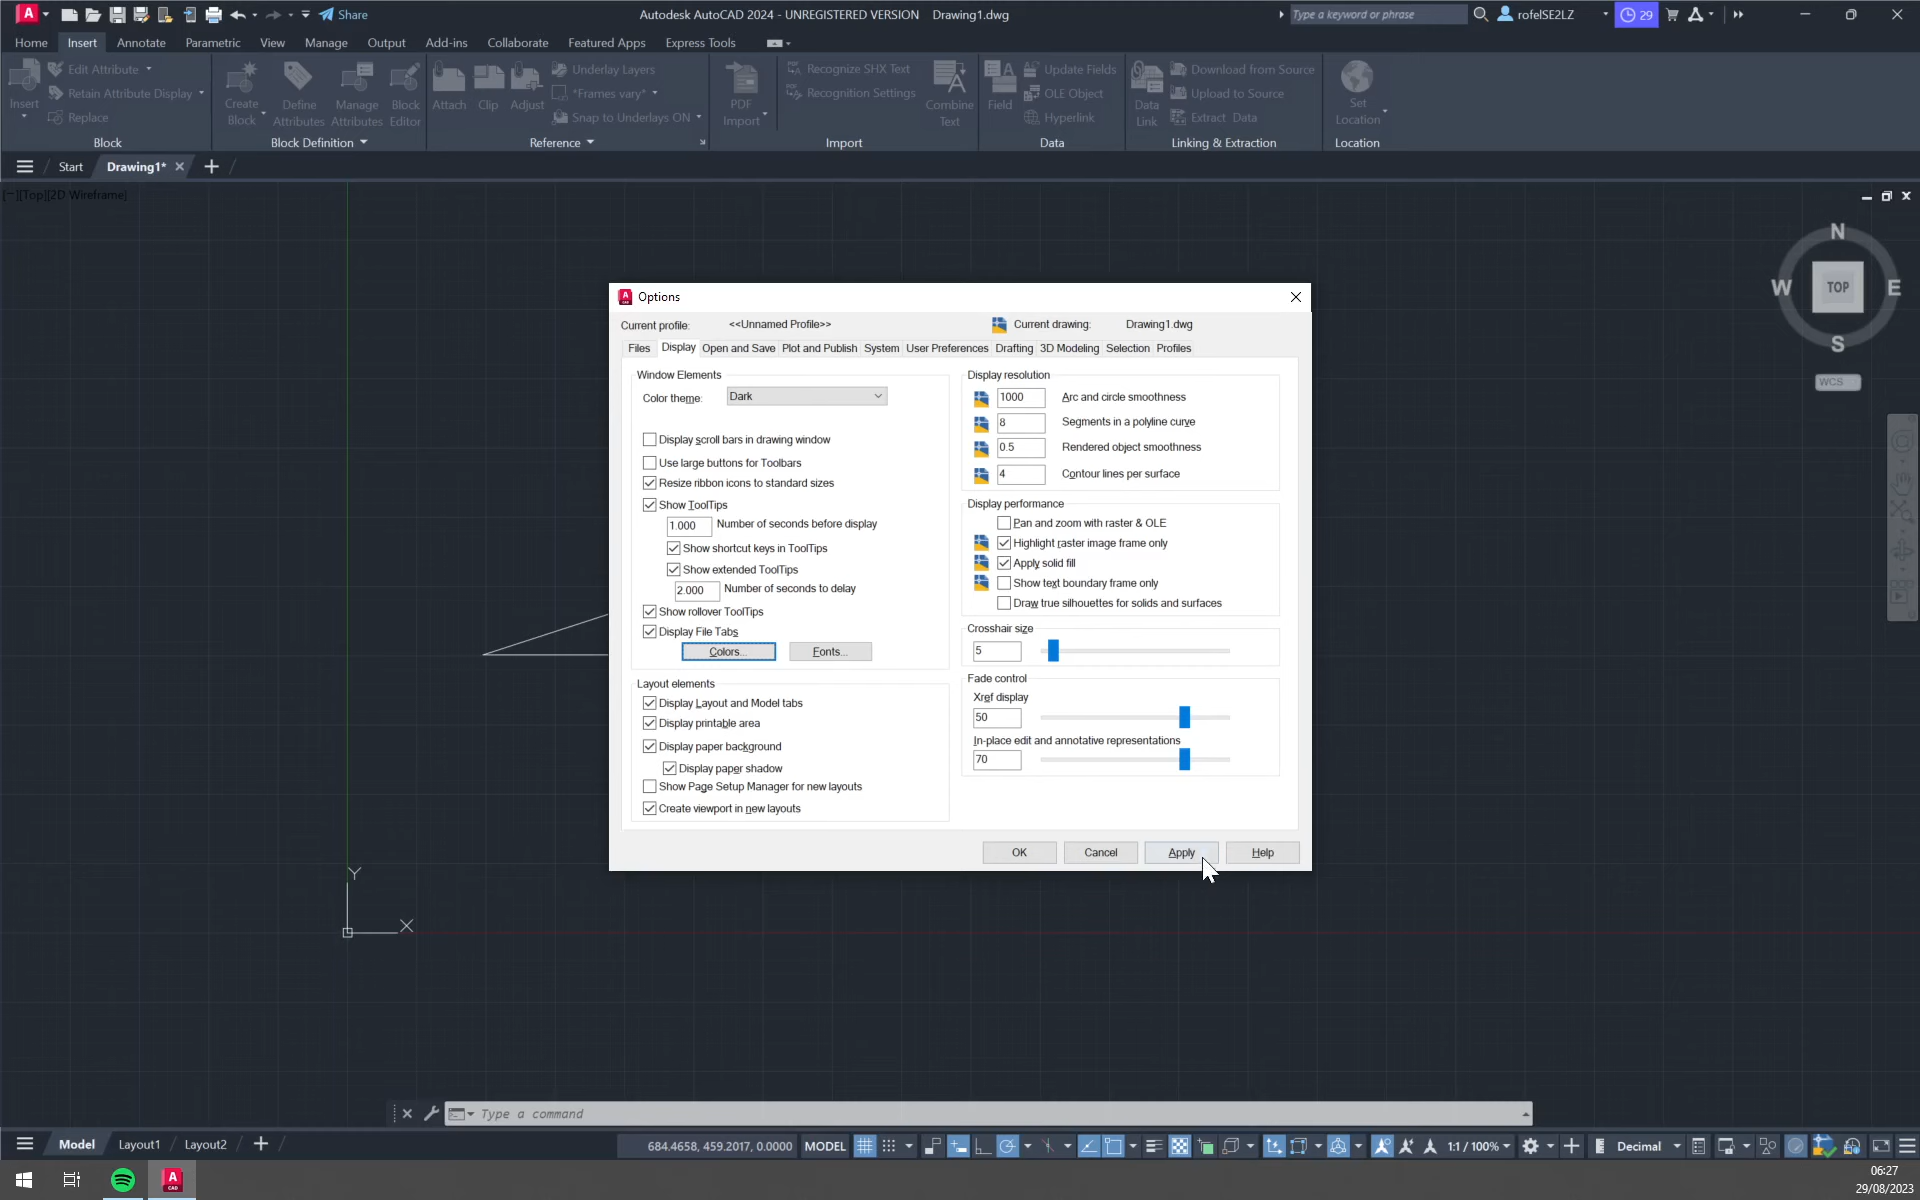 A
Share
Autodesk AutoCAD 2024 - UNREGISTERED VERSION Drawing1.dwg
Type a keyword or phrase
rofelSE2LZ
29
Home Insert Annotate Parametric View Manage Output Add-ins Collaborate Featured Apps Express Tools
Insert
Edit Attribute
Retain Attribute Display
Replace
Block
Create Block
Define Attributes
Manage Attributes
Block Editor
Block Definition
Attach
Clip
Adjust
Underlay Layers
*Frames vary*
Snap to Underlays ON
Reference
PDF Import
Recognize SHX Text
Recognition Settings
Combine Text
Import
Field
Update Fields
OLE Object
Hyperlink
Data
Data Link
Download from Source
Upload to Source
Extract Data
Linking & Extraction
Set Location
Location
Start Drawing1*
[−][Top][2D Wireframe]
N
W TOP E
S
WCS
Options
Current profile: <<Unnamed Profile>> Current drawing: Drawing1.dwg
Files Display Open and Save Plot and Publish System User Preferences Drafting 3D Modeling Selection Profiles
Window Elements
Color theme: Dark
Display scroll bars in drawing window
Use large buttons for Toolbars
Resize ribbon icons to standard sizes
Show ToolTips
1.000 Number of seconds before display
Show shortcut keys in ToolTips
Show extended ToolTips
2.000 Number of seconds to delay
Show rollover ToolTips
Display File Tabs
Colors... Fonts...
Layout elements
Display Layout and Model tabs
Display printable area
Display paper background
Display paper shadow
Show Page Setup Manager for new layouts
Create viewport in new layouts
Display resolution
1000 Arc and circle smoothness
8 Segments in a polyline curve
0.5 Rendered object smoothness
4 Contour lines per surface
Display performance
Pan and zoom with raster & OLE
Highlight raster image frame only
Apply solid fill
Show text boundary frame only
Draw true silhouettes for solids and surfaces
Crosshair size
5
Fade control
Xref display
50
In-place edit and annotative representations
70
OK Cancel Apply Help
Y
X
Type a command
Model Layout1 Layout2
684.4658, 459.2017, 0.0000 MODEL 1:1 / 100% Decimal
A
CAD
06:27
29/08/2023